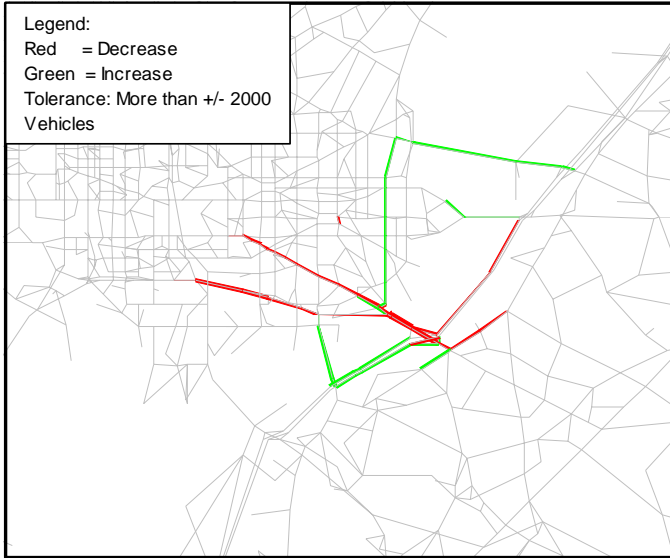 Legend:
Red = Decrease
Green = Increase
Tolerance: More than +/- 2000
Vehicles